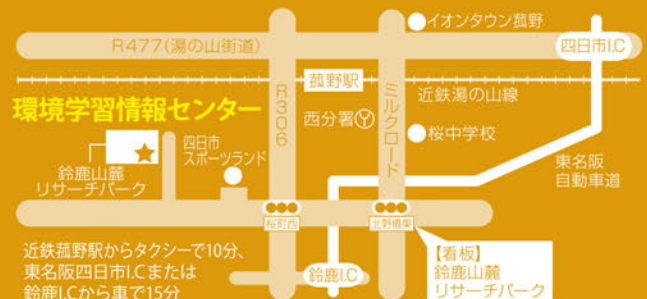 イオンタウン菰野
R477(湯の山街道)
四日市I.C
菰野駅
近鉄湯の山線
環境学習情報センター
R306
西分署
ミルクロード
桜中学校
四日市
スポーツランド
鈴鹿山麓
リサーチパーク
東名阪
自動車道
桜町西
北野橋東
【看板】
鈴鹿山麓
リサーチパーク
近鉄菰野駅からタクシーで10分、
東名阪四日市I.Cまたは
鈴鹿I.Cから車で15分
鈴鹿I.C